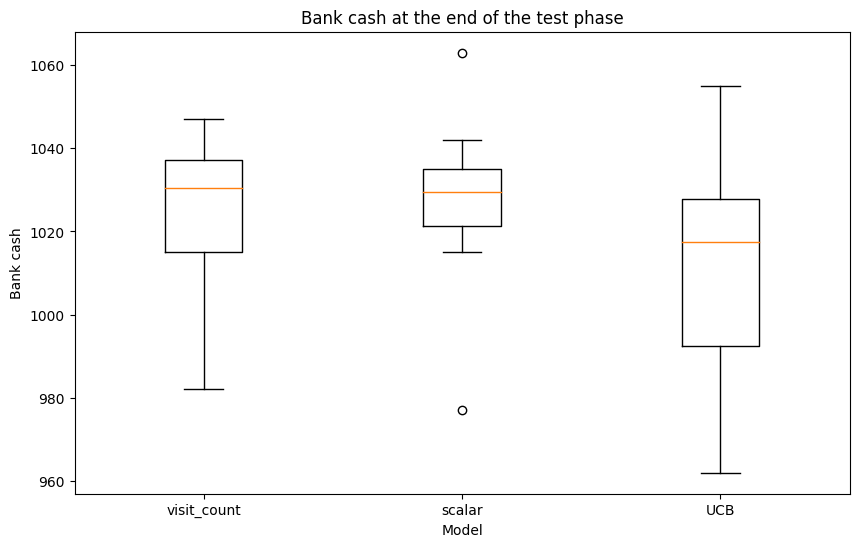 Bank cash at the end of the test phase
1060
1040
1020
1000
980
960
Bank cash
visit_count
scalar
UCB
Model